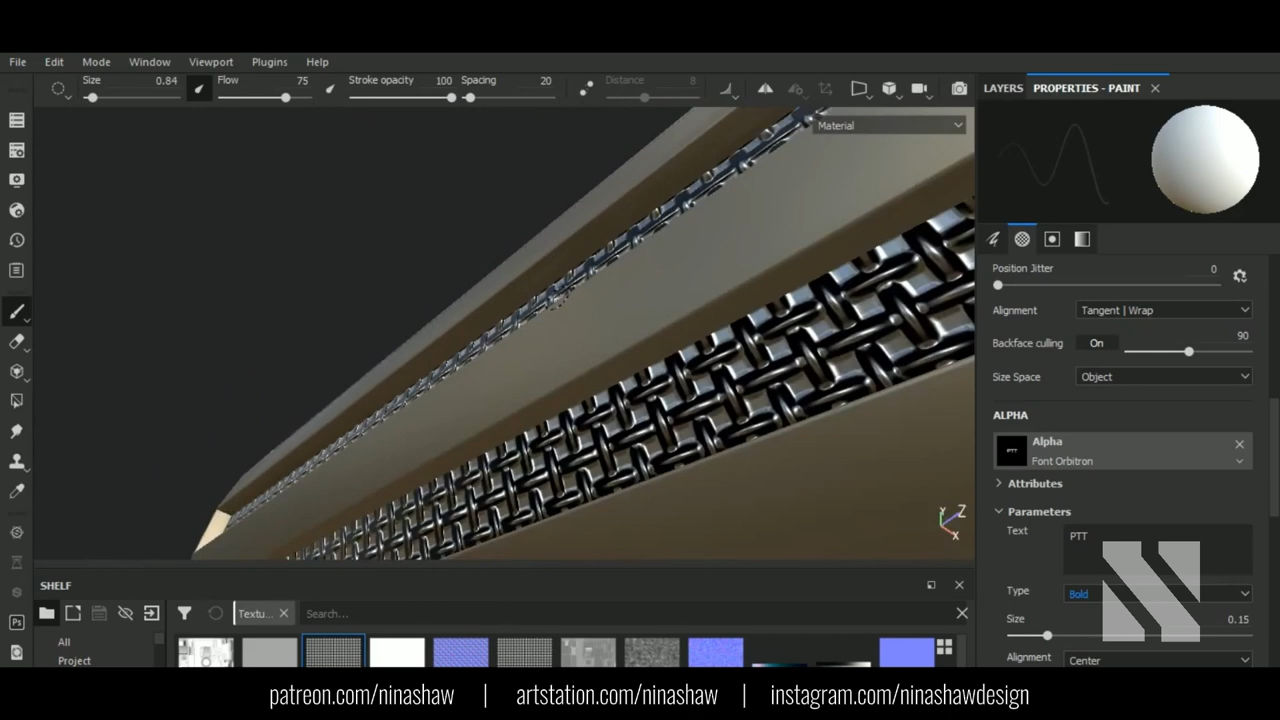 File Edit Mode Window Viewport Plugins Help
Size 0.84 Flow 75 Stroke opacity 100 Spacing 20 Distance 8
LAYERS PROPERTIES - PAINT
Material
Position Jitter 0
Alignment Tangent | Wrap
Backface culling On 90
Size Space Object
ALPHA
Alpha
PTT
Font Orbitron
Attributes
Parameters
Text PTT
Type Bold
Size 0.15
Alignment Center
Y Z
X
SHELF
Textu... Search...
All
Project
Ps
patreon.com/ninashaw | artstation.com/ninashaw | instagram.com/ninashawdesign